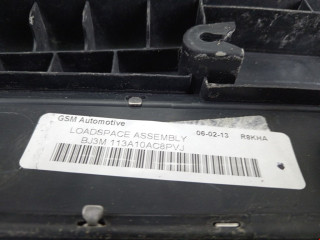 GSM Automotive
LOADSPACE ASSEMBLY 06-02-13 R8KHA
BJ3M 113A10AC8PVJ